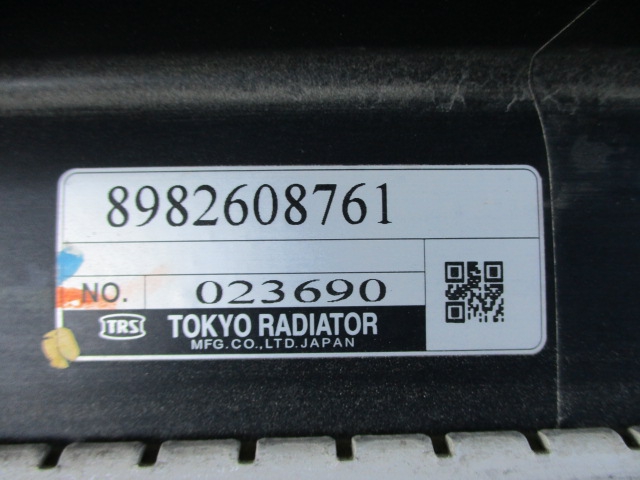 8982608761
NO. 023690
TRS TOKYO RADIATOR
MFG.CO.,LTD.JAPAN